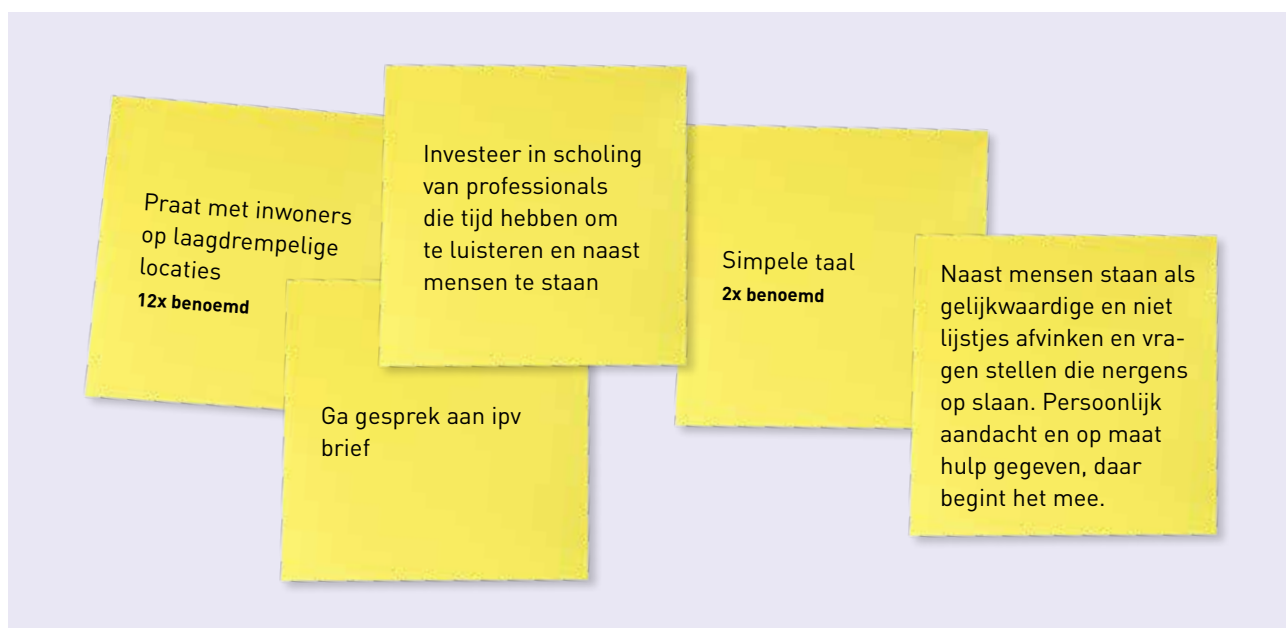 Praat met inwoners
op laagdrempelige
locaties
12x benoemd
Ga gesprek aan ipv
brief
Investeer in scholing
van professionals
die tijd hebben om
te luisteren en naast
mensen te staan
Simpele taal
2x benoemd
Naast mensen staan als
gelijkwaardige en niet
lijstjes afvinken en vra-
gen stellen die nergens
op slaan. Persoonlijk
aandacht en op maat
hulp gegeven, daar
begint het mee.